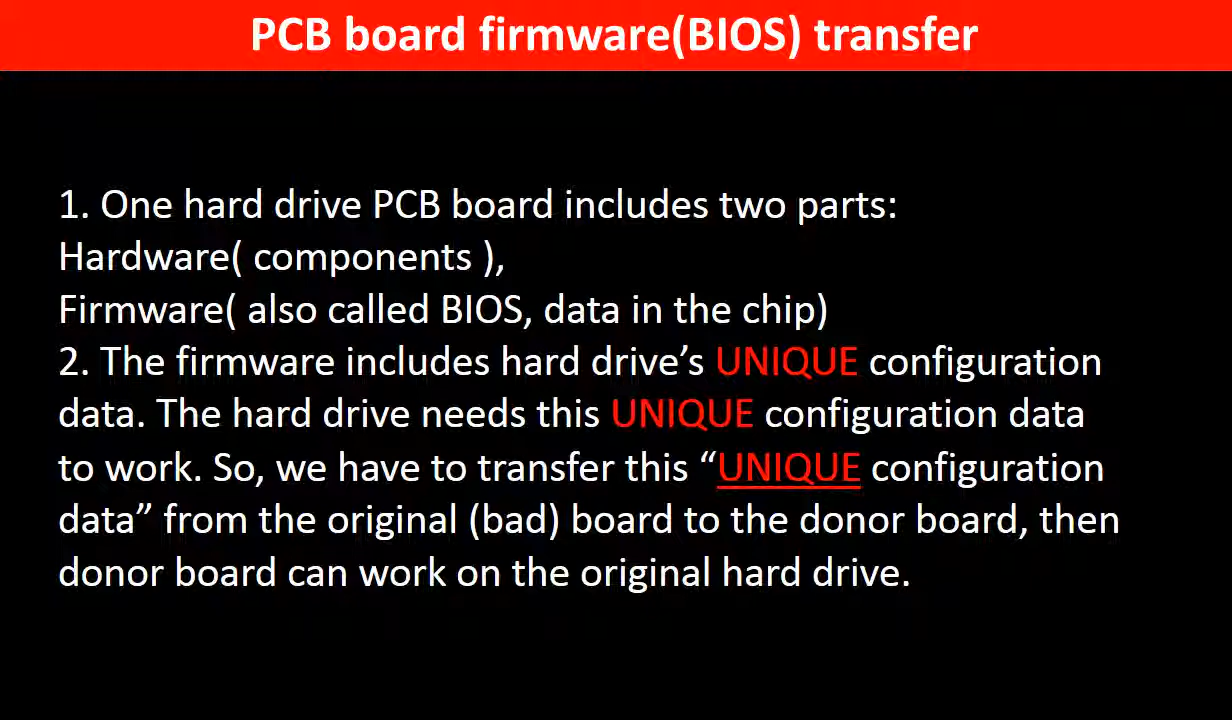 PCB board firmware(BIOS) transfer
1. One hard drive PCB board includes two parts:
Hardware( components ),
Firmware( also called BIOS, data in the chip)
2. The firmware includes hard drive’s UNIQUE configuration
data. The hard drive needs this UNIQUE configuration data
to work. So, we have to transfer this “UNIQUE configuration
data” from the original (bad) board to the donor board, then
donor board can work on the original hard drive.